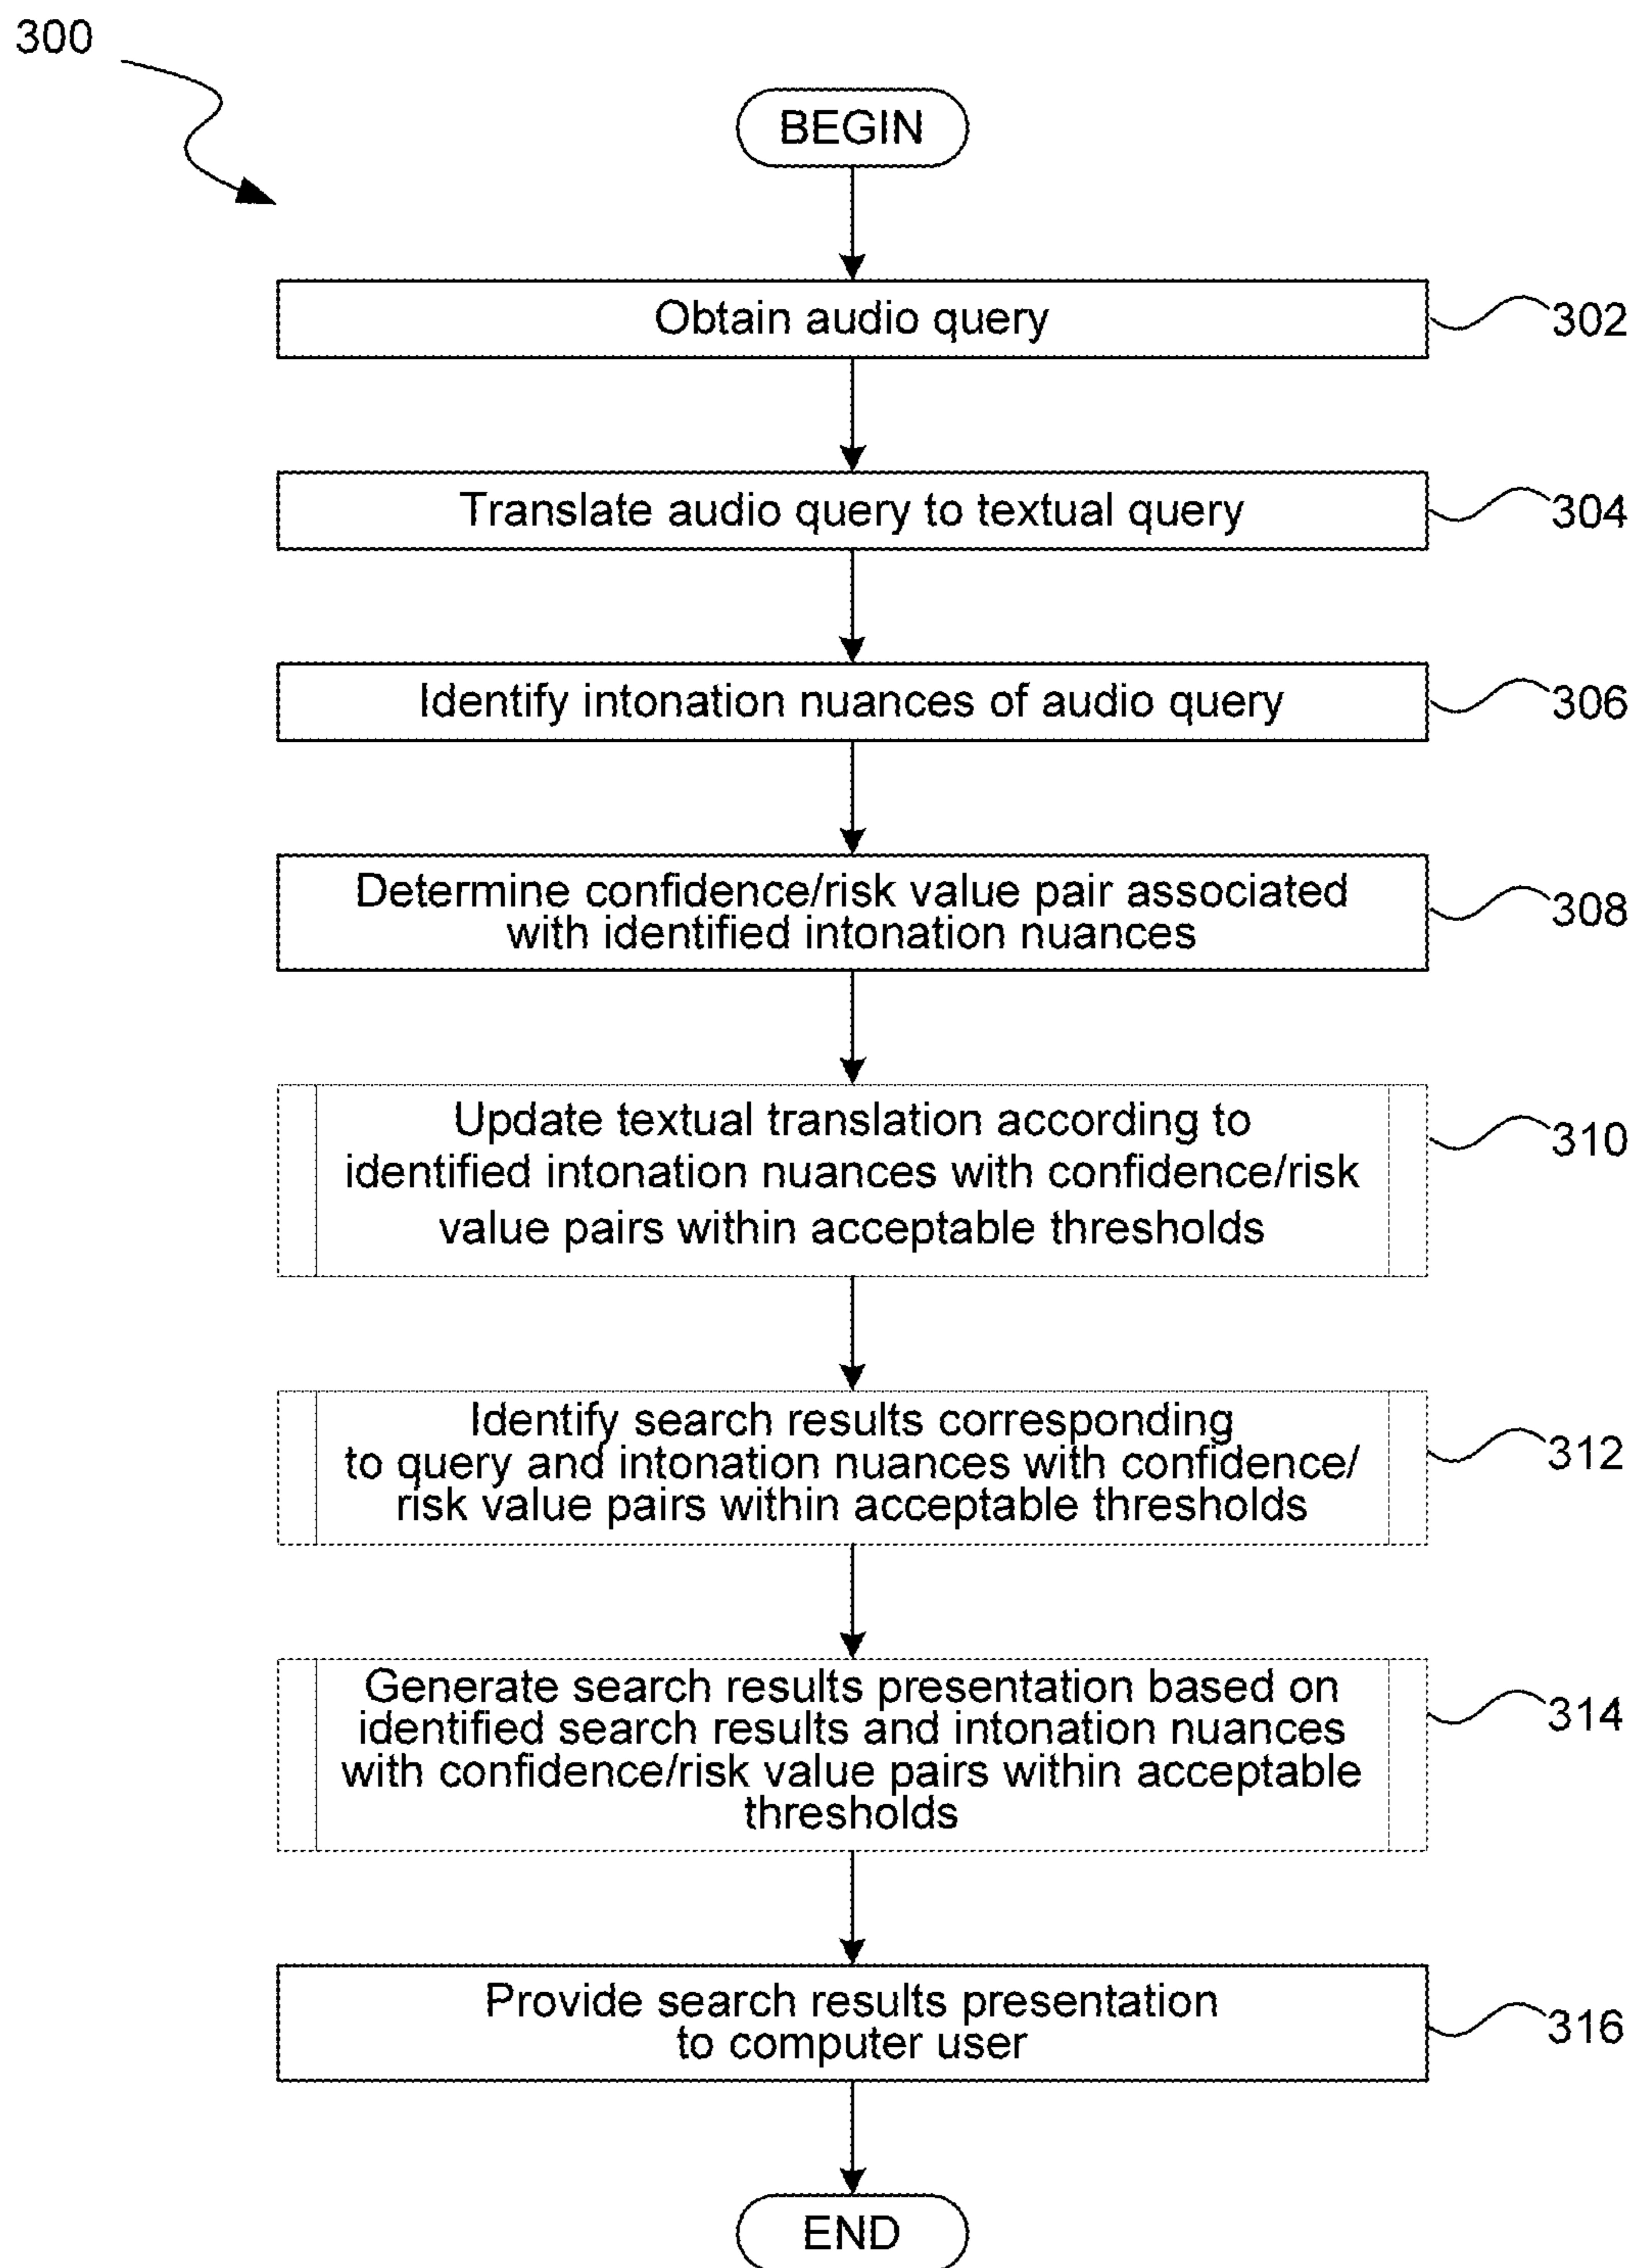 300
BEGIN
Obtain audio query
302
Translate audio query to textual query
304
Identify intonation nuances of audio query
306
Determine confidence/risk value pair associated
with identified intonation nuances
308
Update textual translation according to
identified intonation nuances with confidence/risk
value pairs within acceptable thresholds
310
Identify search results corresponding
to query and intonation nuances with confidence/
risk value pairs within acceptable thresholds
312
Generate search results presentation based on
identified search results and intonation nuances
with confidence/risk value pairs within acceptable
thresholds
314
Provide search results presentation
to computer user
316
END